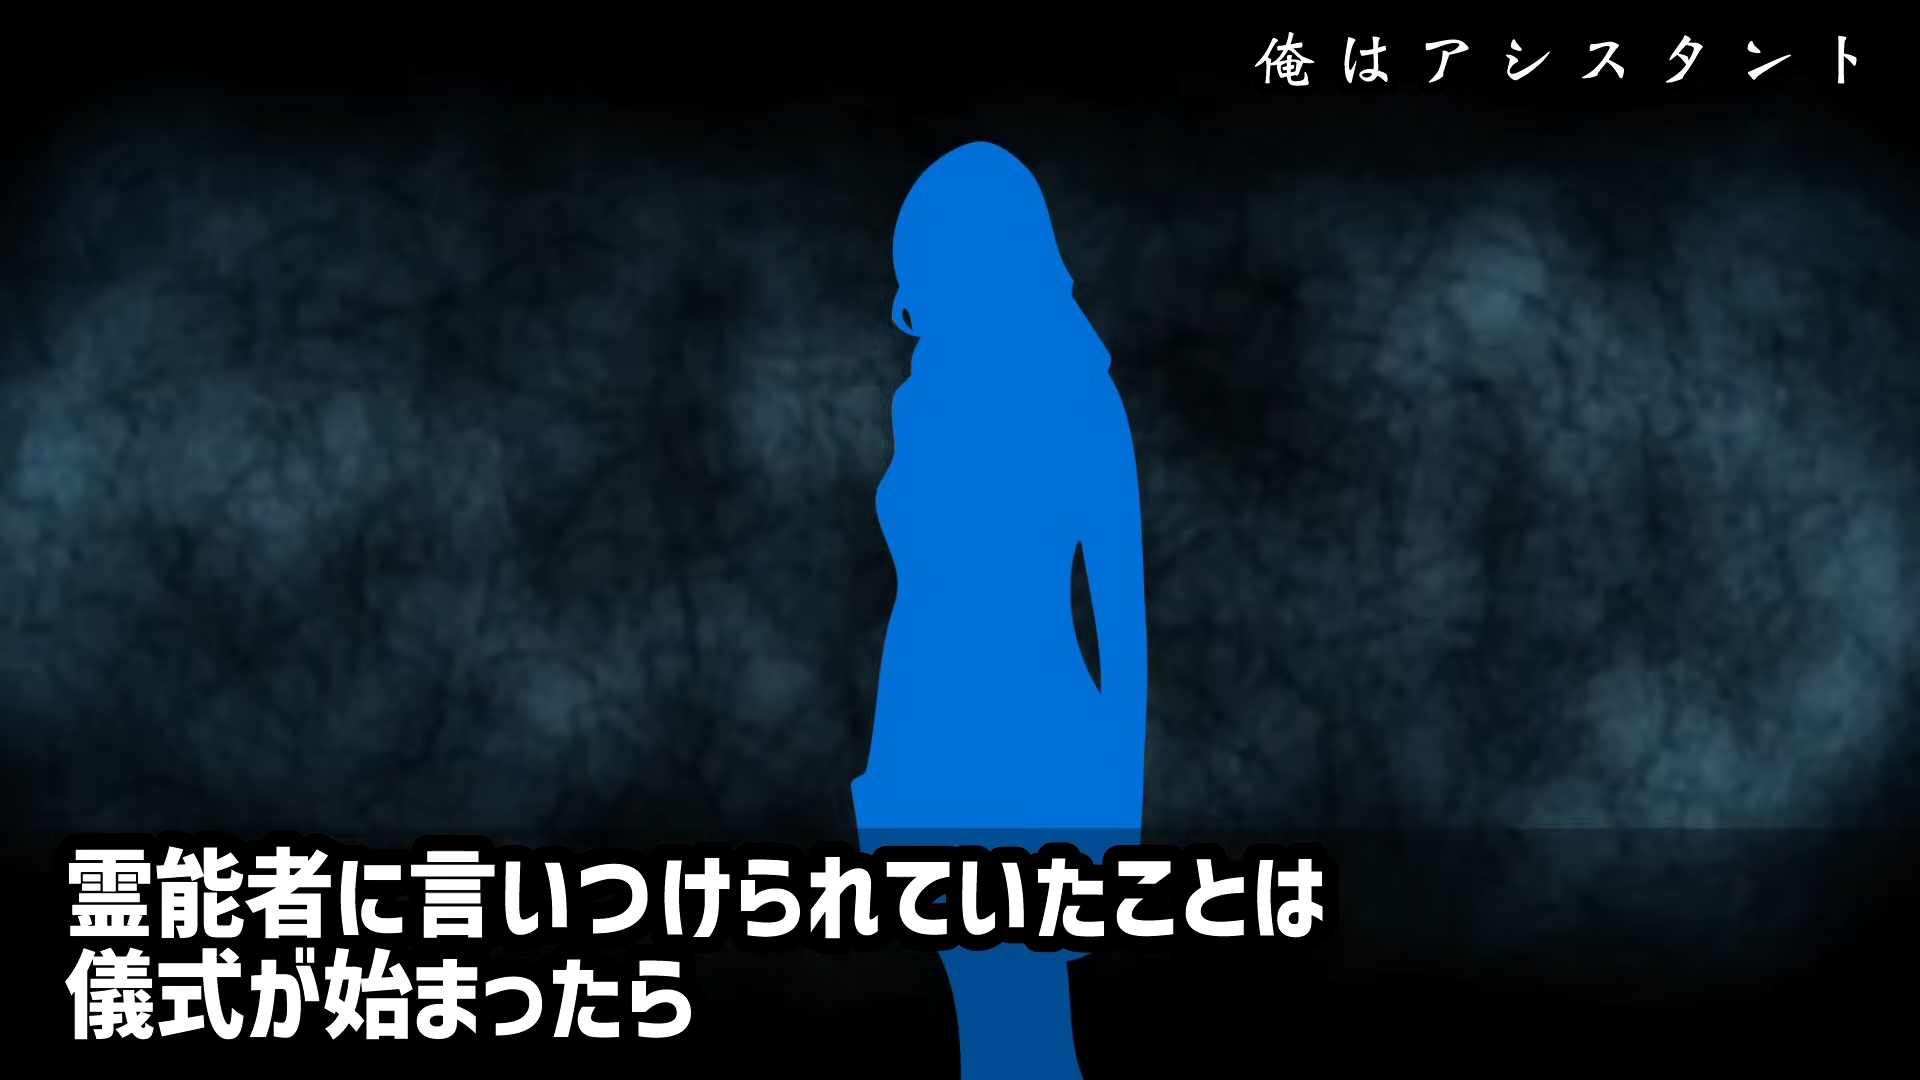 俺はアシスタント
霊能者に言いつけられていたことは
儀式が始まったら